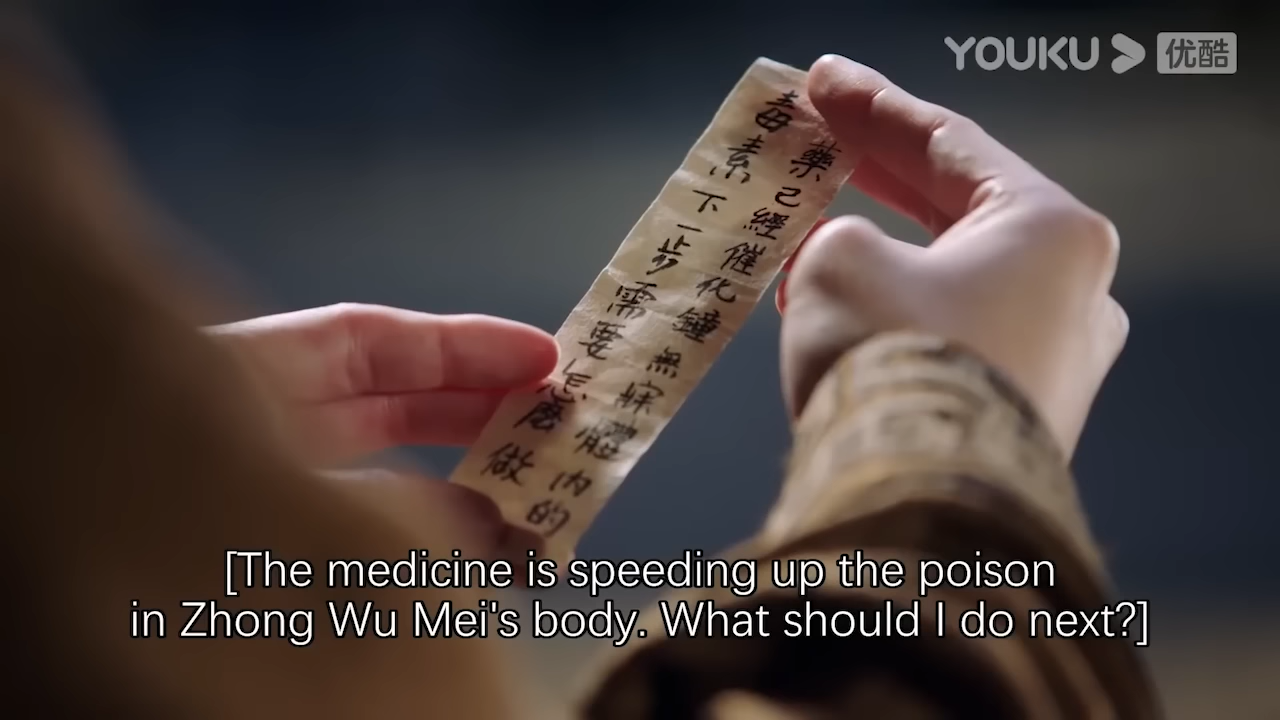 YOUKU 优酷
藥已經催化鐘無寐體內的
毒素下一步需要怎麼做
[The medicine is speeding up the poison
in Zhong Wu Mei's body. What should I do next?]